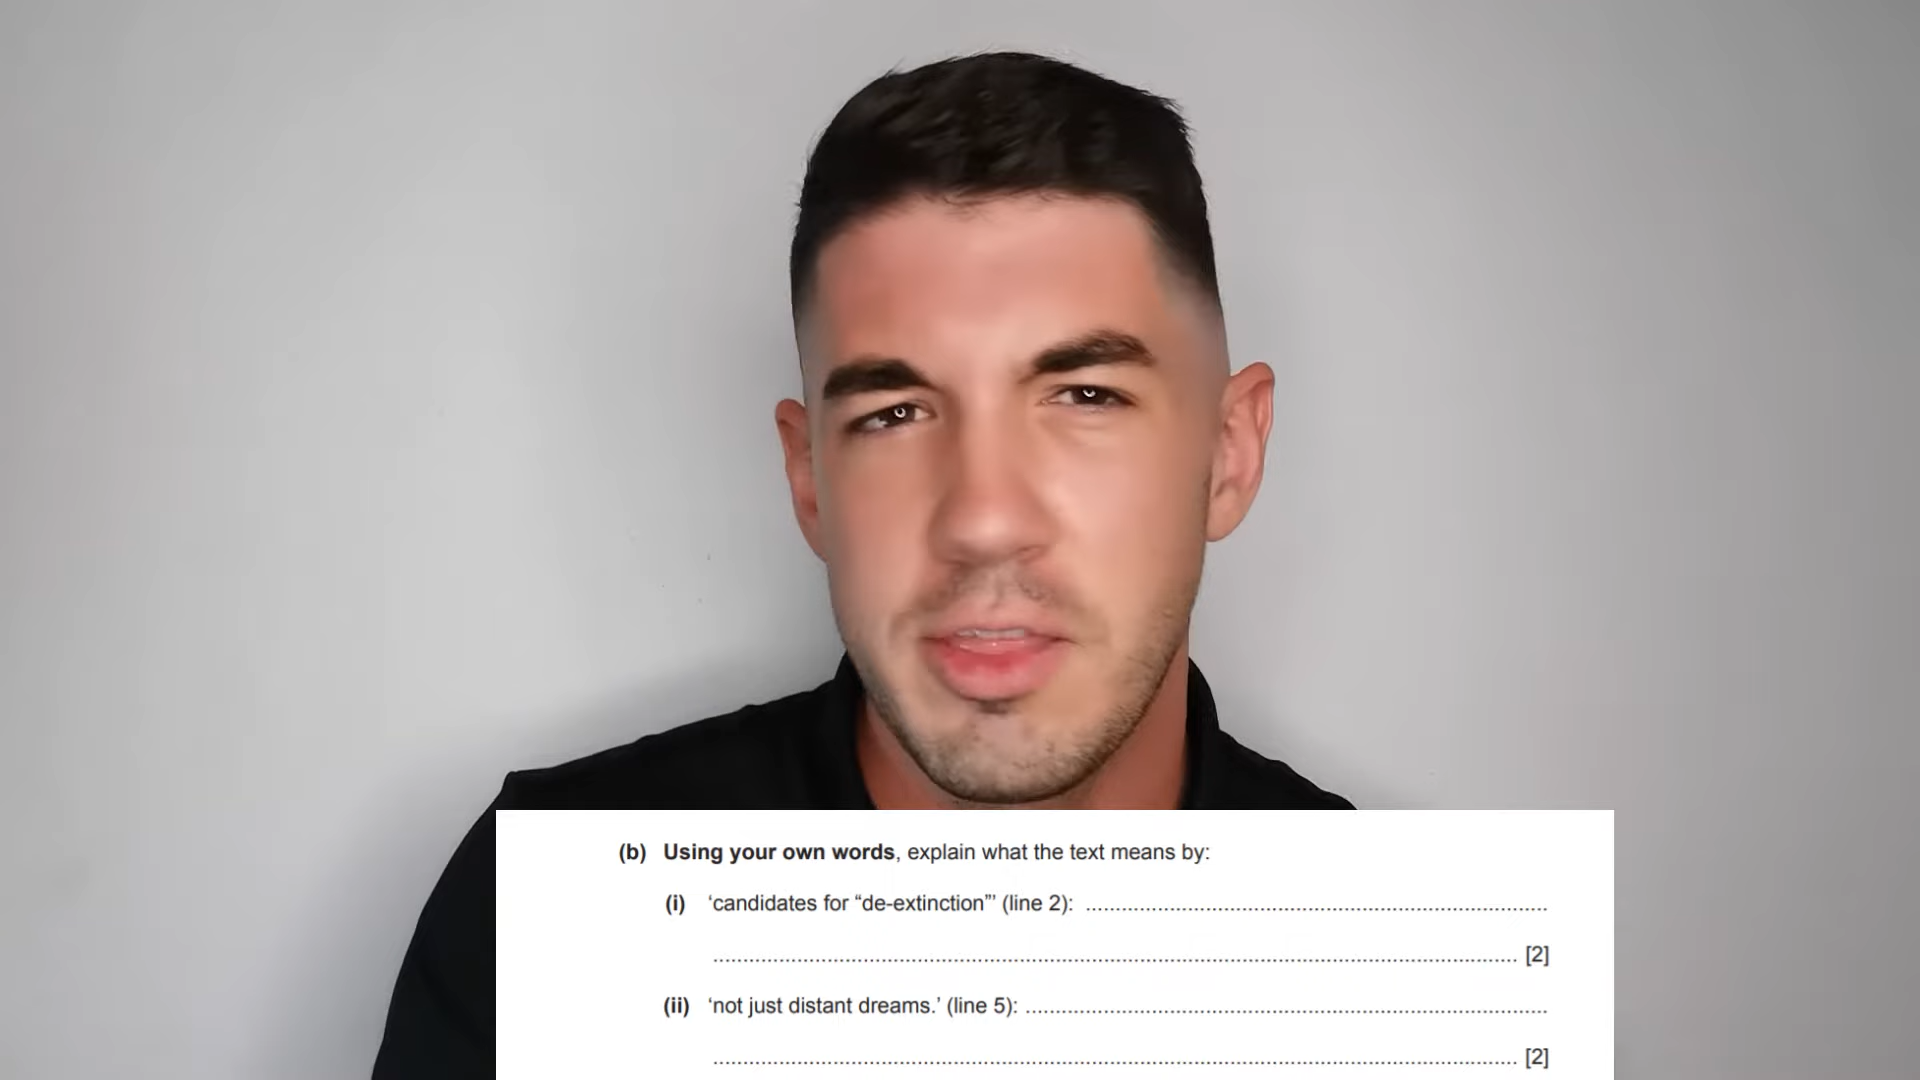 (b) Using your own words, explain what the text means by:
(i) ‘candidates for “de-extinction”’ (line 2): ..............................................................................
........................................................................................................................................ [2]
(ii) ‘not just distant dreams.’ (line 5): ........................................................................................
........................................................................................................................................ [2]